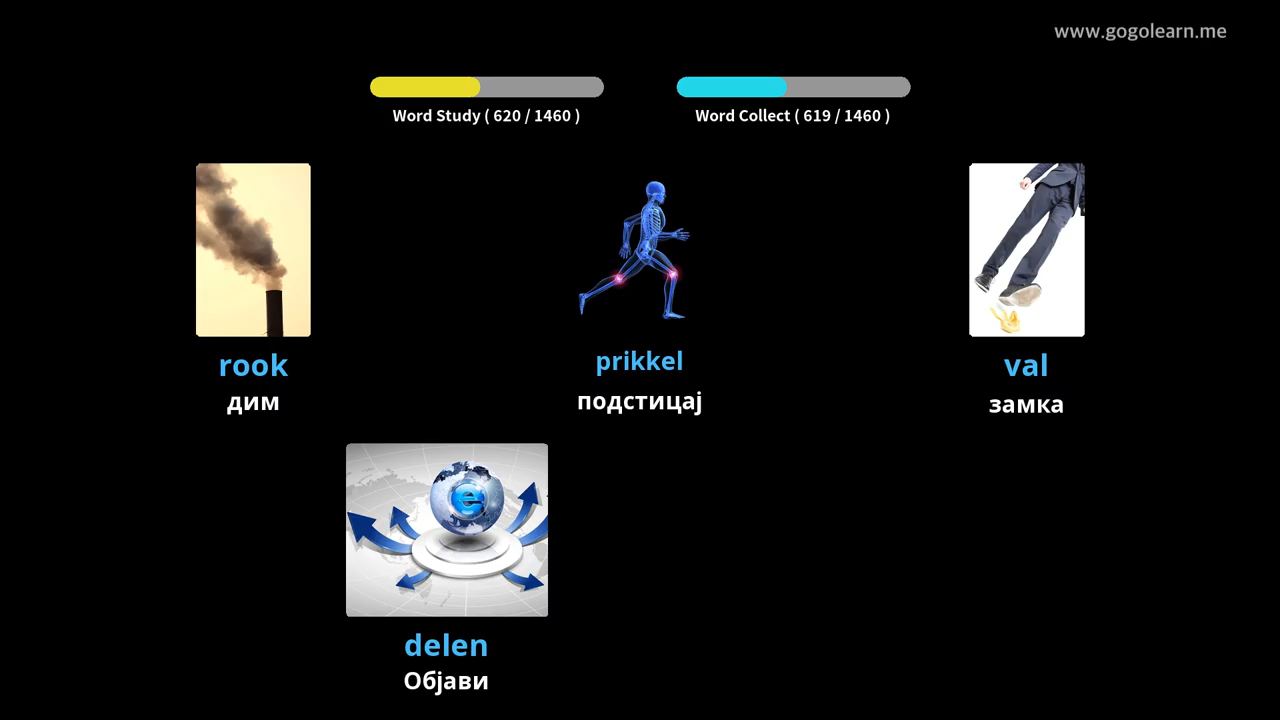 www.gogolearn.me
Word Study ( 620 / 1460 )
Word Collect ( 619 / 1460 )
rook
дим
prikkel
подстицај
val
замка
e
delen
Објави